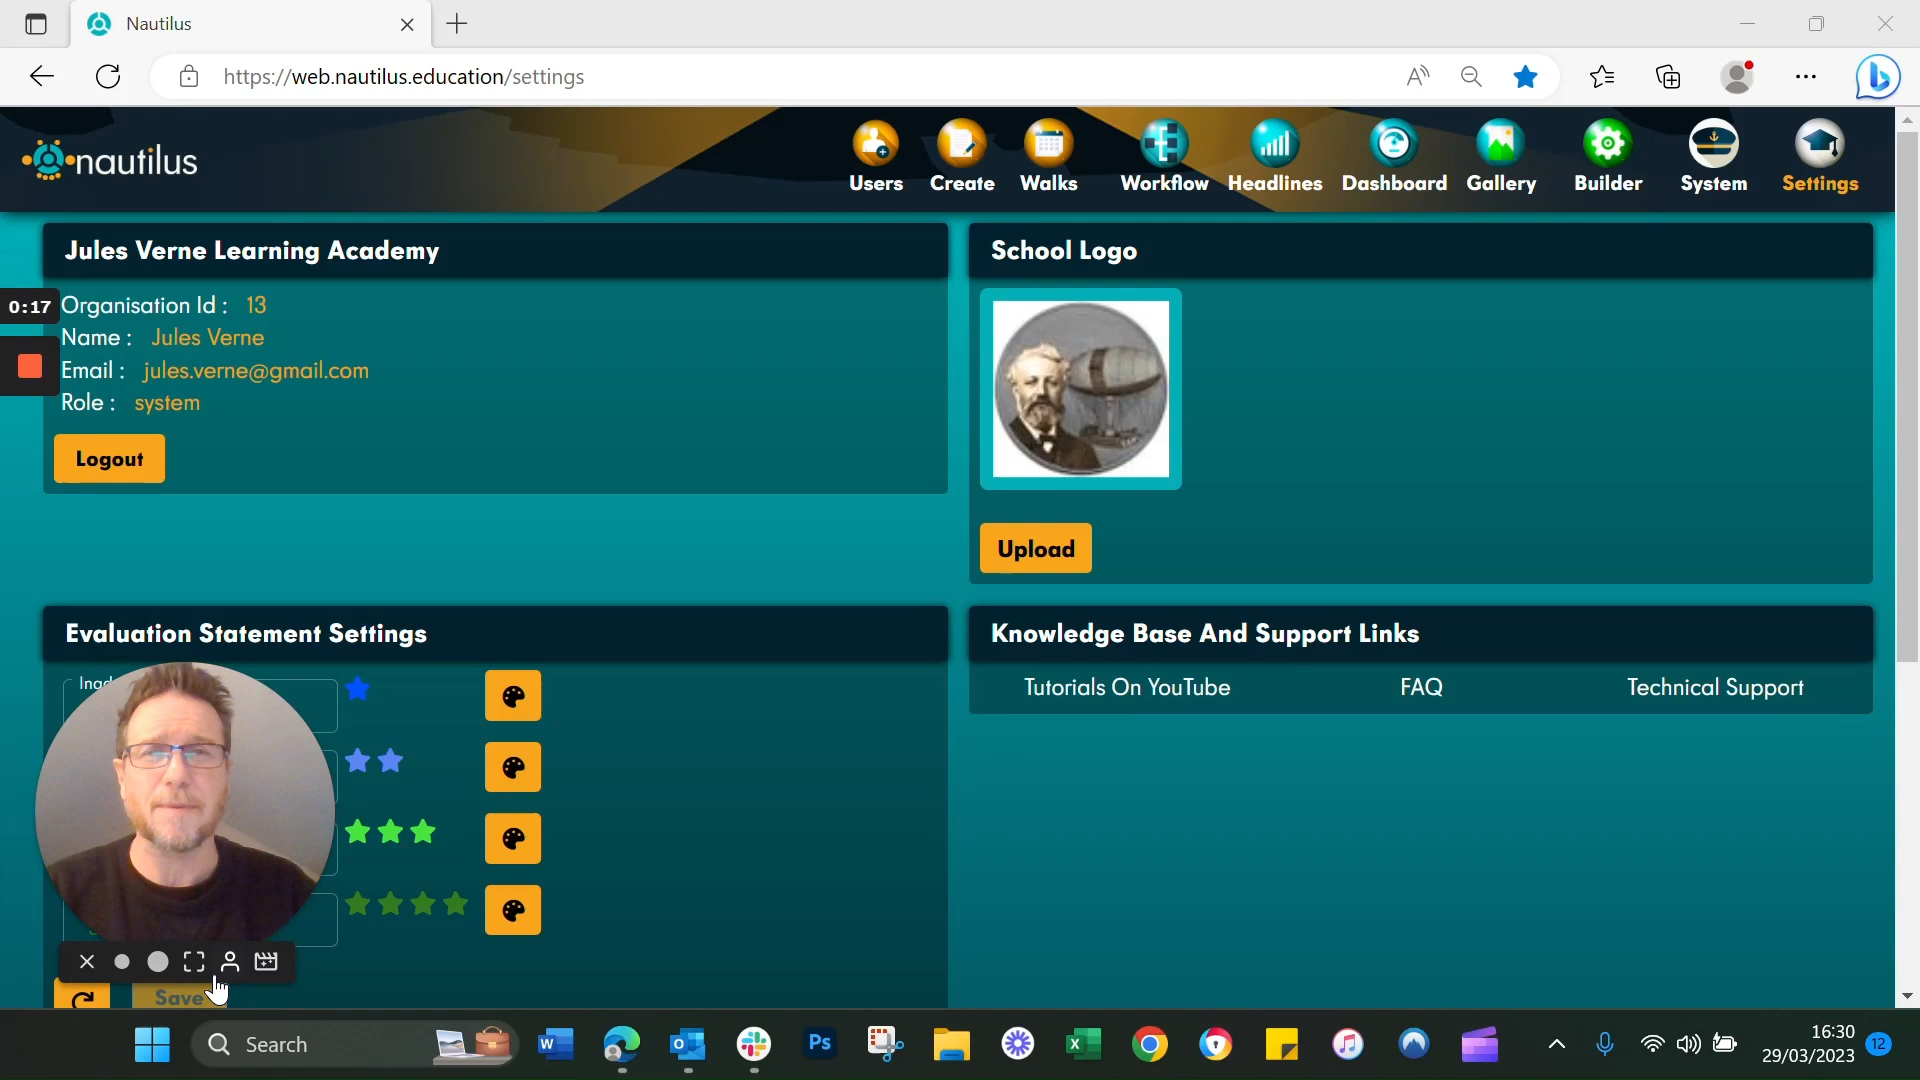 Nautilus
https://web.nautilus.education/settings
nautilus
Users
Create
Walks
Workflow
Headlines
Dashboard
Gallery
Builder
System
Settings
Jules Verne Learning Academy
0:17
Organisation Id : 13
Name : Jules Verne
Email : jules.verne@gmail.com
Role : system
Logout
School Logo
Upload
Evaluation Statement Settings
Save
Knowledge Base And Support Links
Tutorials On YouTube
FAQ
Technical Support
Search
Ps
16:30
29/03/2023
12